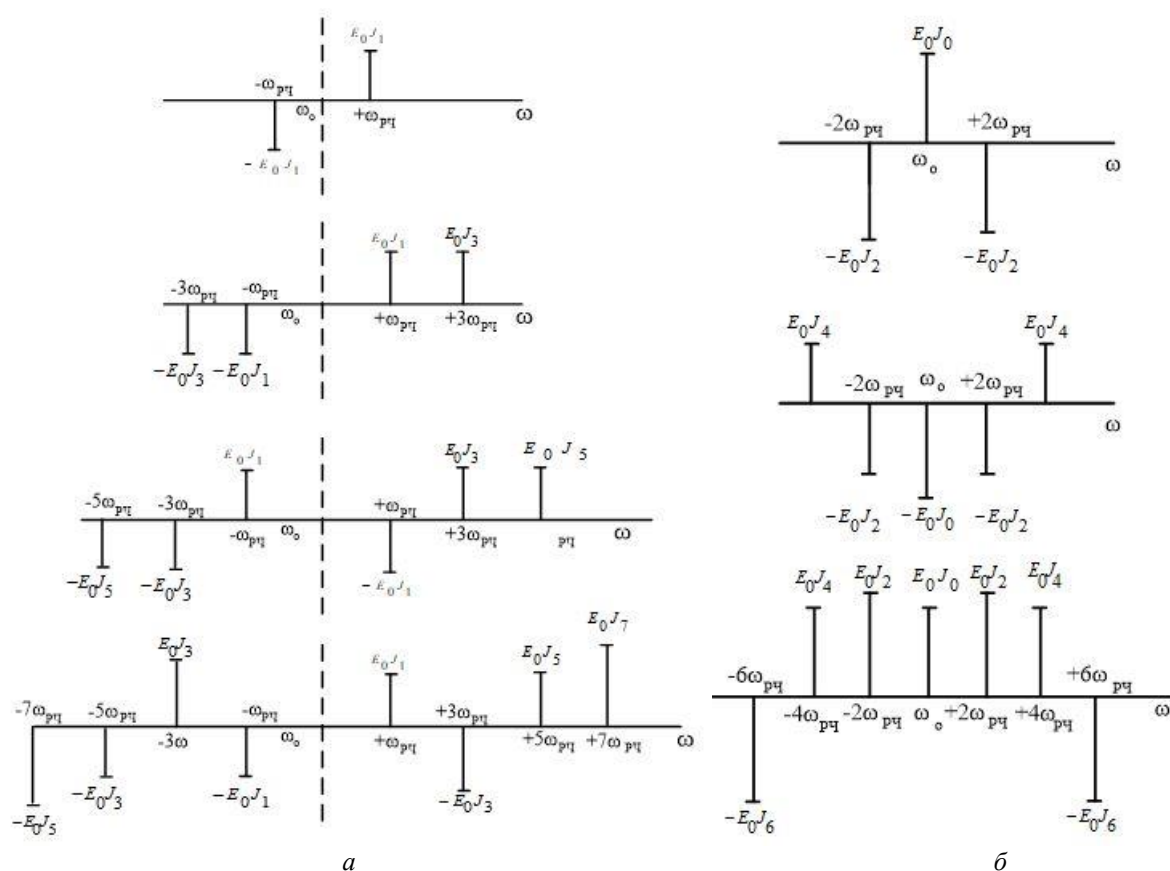 E₀J₁
-ω_рч
ω₀
+ω_рч
ω
−E₀J₁
E₀J₁
E₀J₃
-3ω_рч
-ω_рч
ω₀
+ω_рч
+3ω_рч
ω
−E₀J₃
−E₀J₁
E₀J₁
E₀J₃
E₀J₅
-5ω_рч
-3ω_рч
+ω_рч
-ω_рч
ω₀
+3ω_рч
рч
ω
−E₀J₅
−E₀J₃
−E₀J₁
E₀J₃
E₀J₁
E₀J₅
E₀J₇
-7ω_рч
-5ω_рч
-ω_рч
+3ω_рч
-3ω
ω₀
+ω_рч
+5ω_рч
+7ω_рч
ω
−E₀J₅
−E₀J₃
−E₀J₁
−E₀J₃
а
E₀J₀
-2ω_рч
+2ω_рч
ω₀
ω
−E₀J₂
−E₀J₂
E₀J₄
E₀J₄
-2ω_рч
ω₀
+2ω_рч
ω
−E₀J₂
−E₀J₀
−E₀J₂
E₀J₄
E₀J₂
E₀J₀
E₀J₂
E₀J₄
-6ω_рч
+6ω_рч
-4ω_рч
-2ω_рч
ω₀
+2ω_рч
+4ω_рч
ω
−E₀J₆
−E₀J₆
б